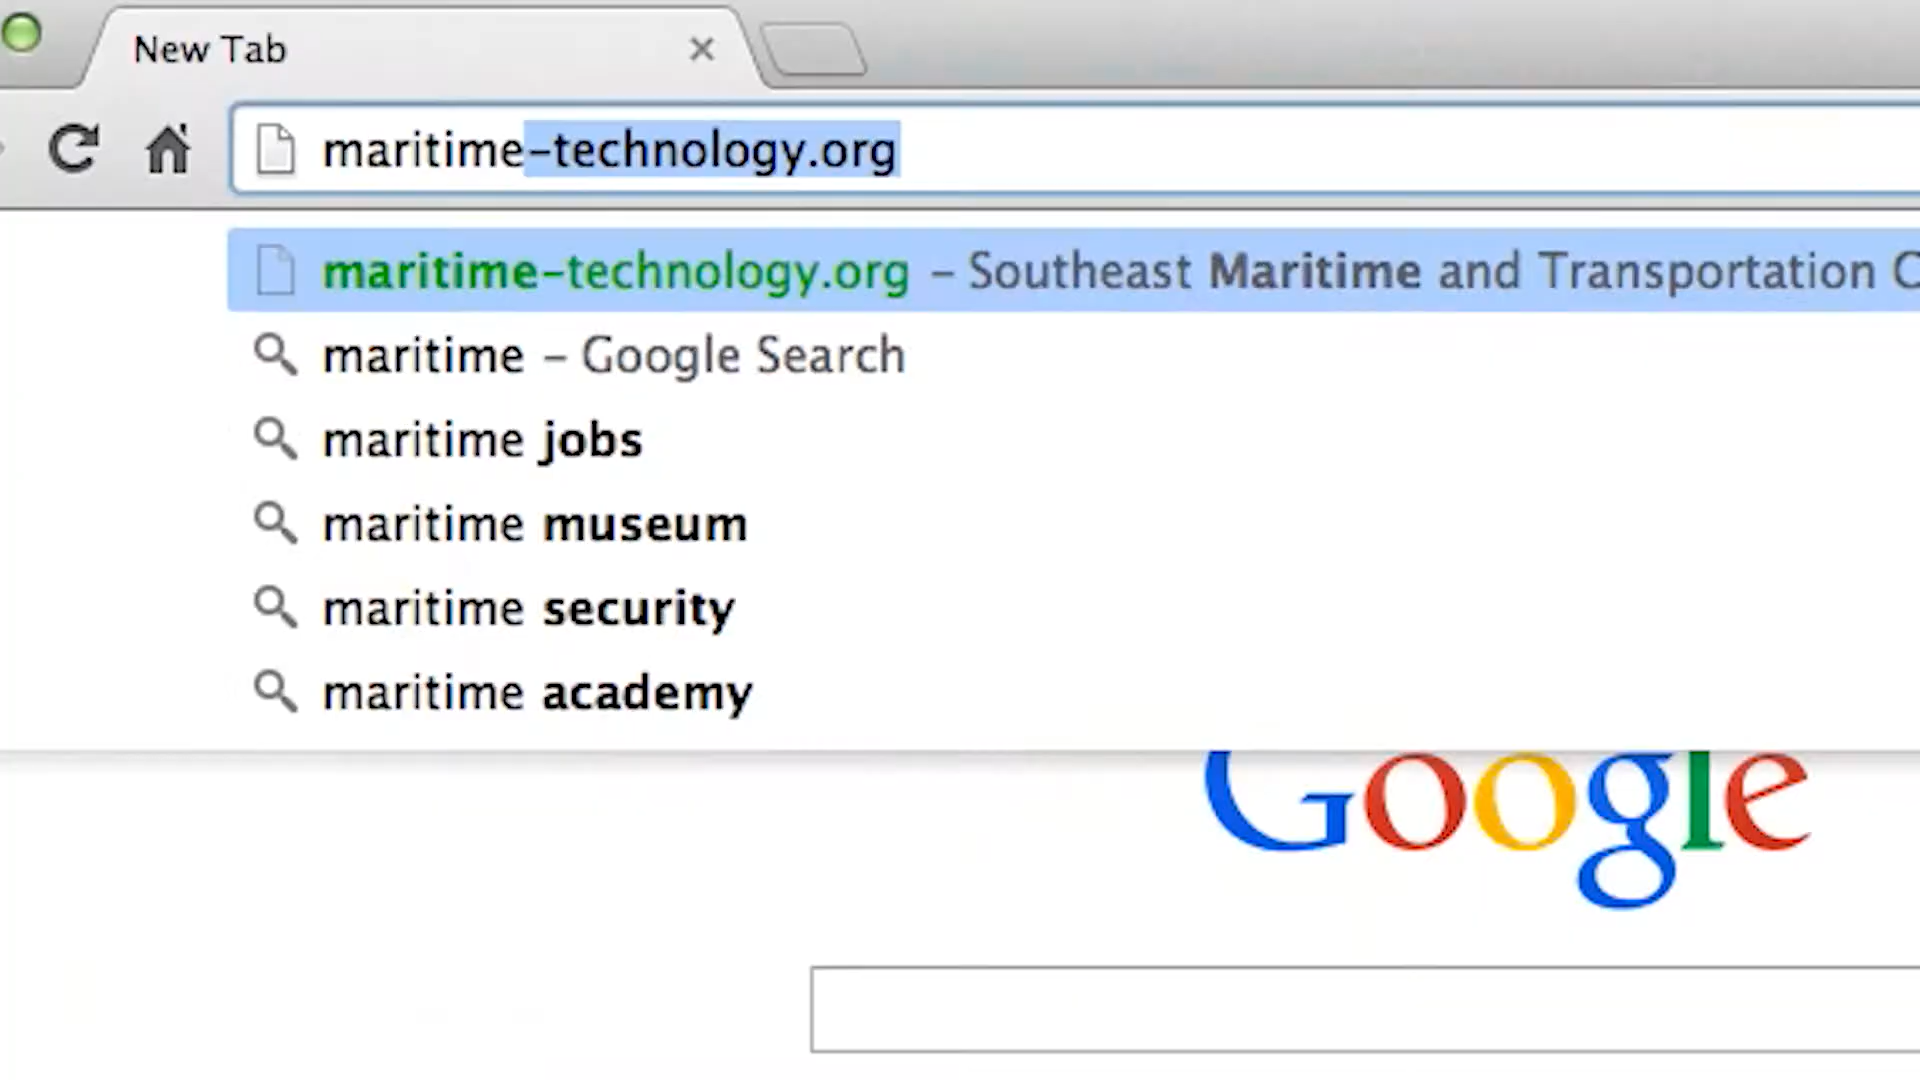 New Tab
maritime-technology.org
maritime-technology.org – Southeast Maritime and Transportation C
maritime – Google Search
maritime jobs
maritime museum
maritime security
maritime academy
Google